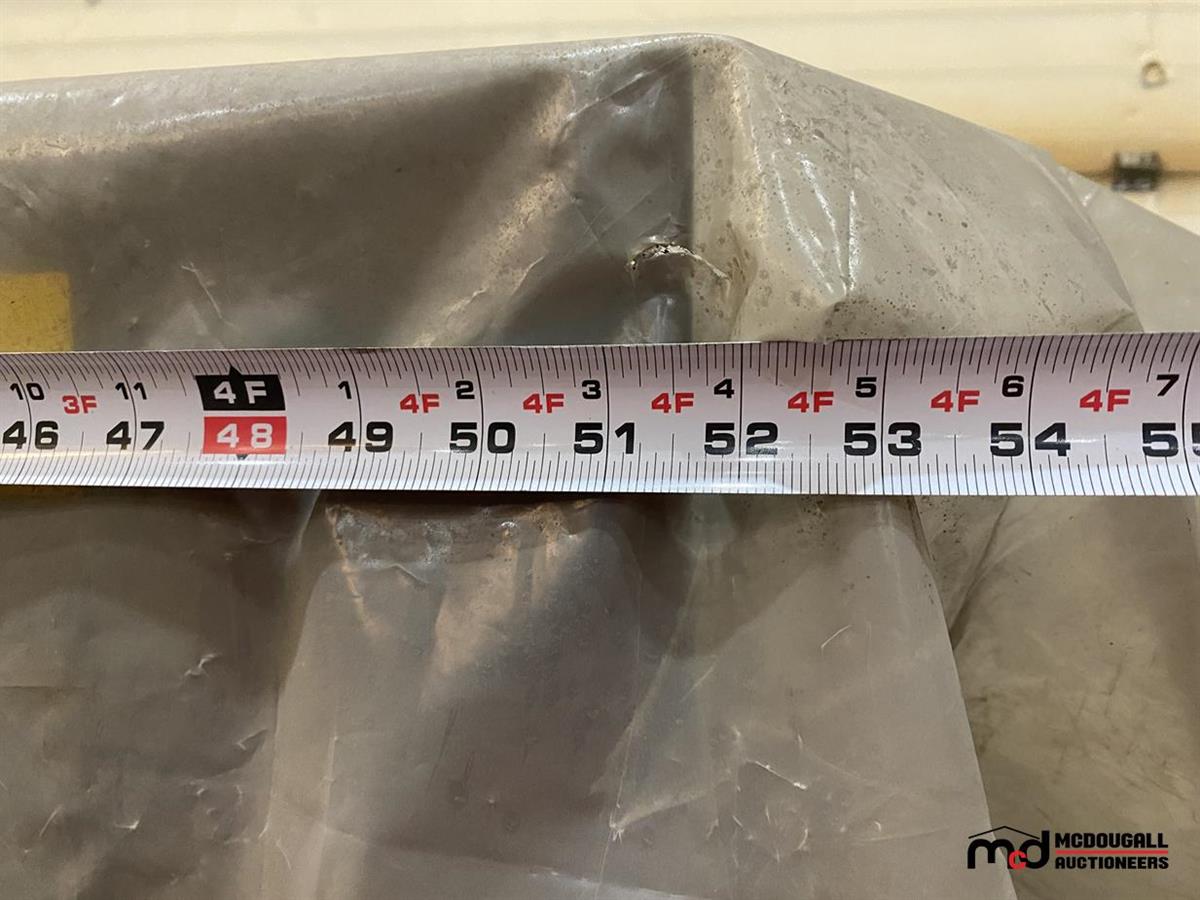 10 3F 11 4F 1 4F 2 4F 3 4F 4 4F 5 4F 6 4F 7
46 47 48 49 50 51 52 53 54 55
mcd MCDOUGALL
AUCTIONEERS